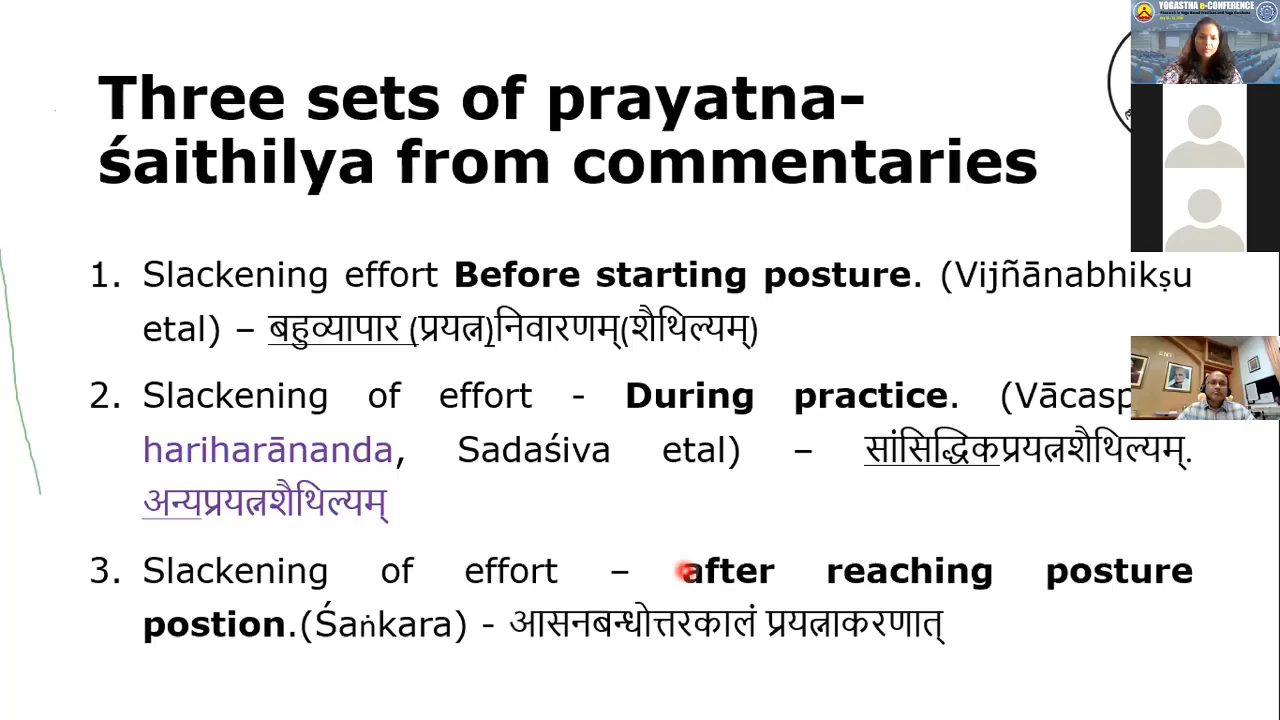 YOGASTHA e-CONFERENCE
Three sets of prayatna-
śaithilya from commentaries
1. Slackening effort Before starting posture. (Vijñānabhikṣu
etal) – बहुव्यापार (प्रयत्न)निवारणम्(शैथिल्यम्)
2. Slackening of effort - During practice. (Vācasp
hariharānanda, Sadaśiva etal) – सांसिद्धिकप्रयत्नशैथिल्यम्.
अन्यप्रयत्नशैथिल्यम्
3. Slackening of effort – after reaching posture
postion.(Śaṅkara) - आसनबन्धोत्तरकालं प्रयत्नाकरणात्